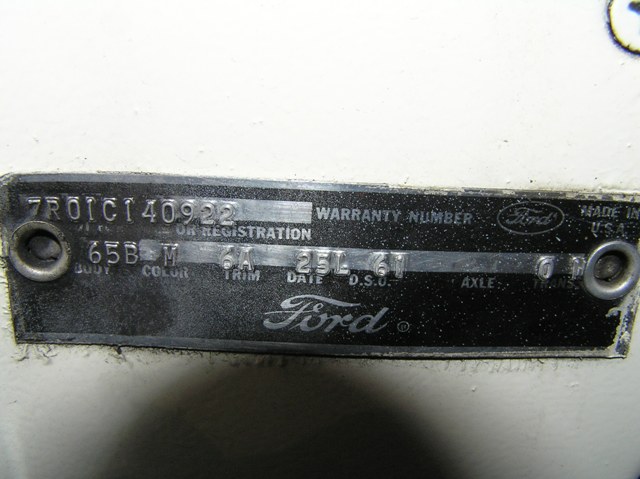 7R01C140922 WARRANTY NUMBER Ford MADE IN
OR REGISTRATION U.S.A.
65B M 6A 25L 61
BODY COLOR TRIM DATE D.S.O. AXLE TRANS
Ford ®